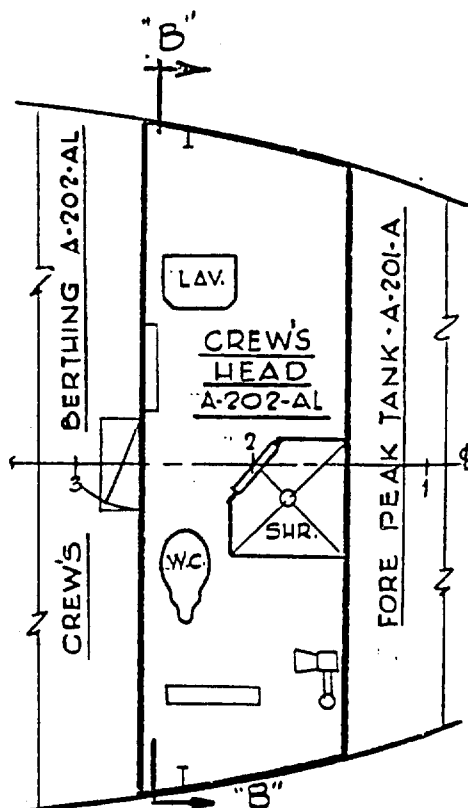 "B"
CREW'S BERTHING A-202-AL
LAV.
CREW'S
HEAD
A-202-AL
FORE PEAK TANK-A-201-A
3
2
1
SHR.
W.C.
"B"